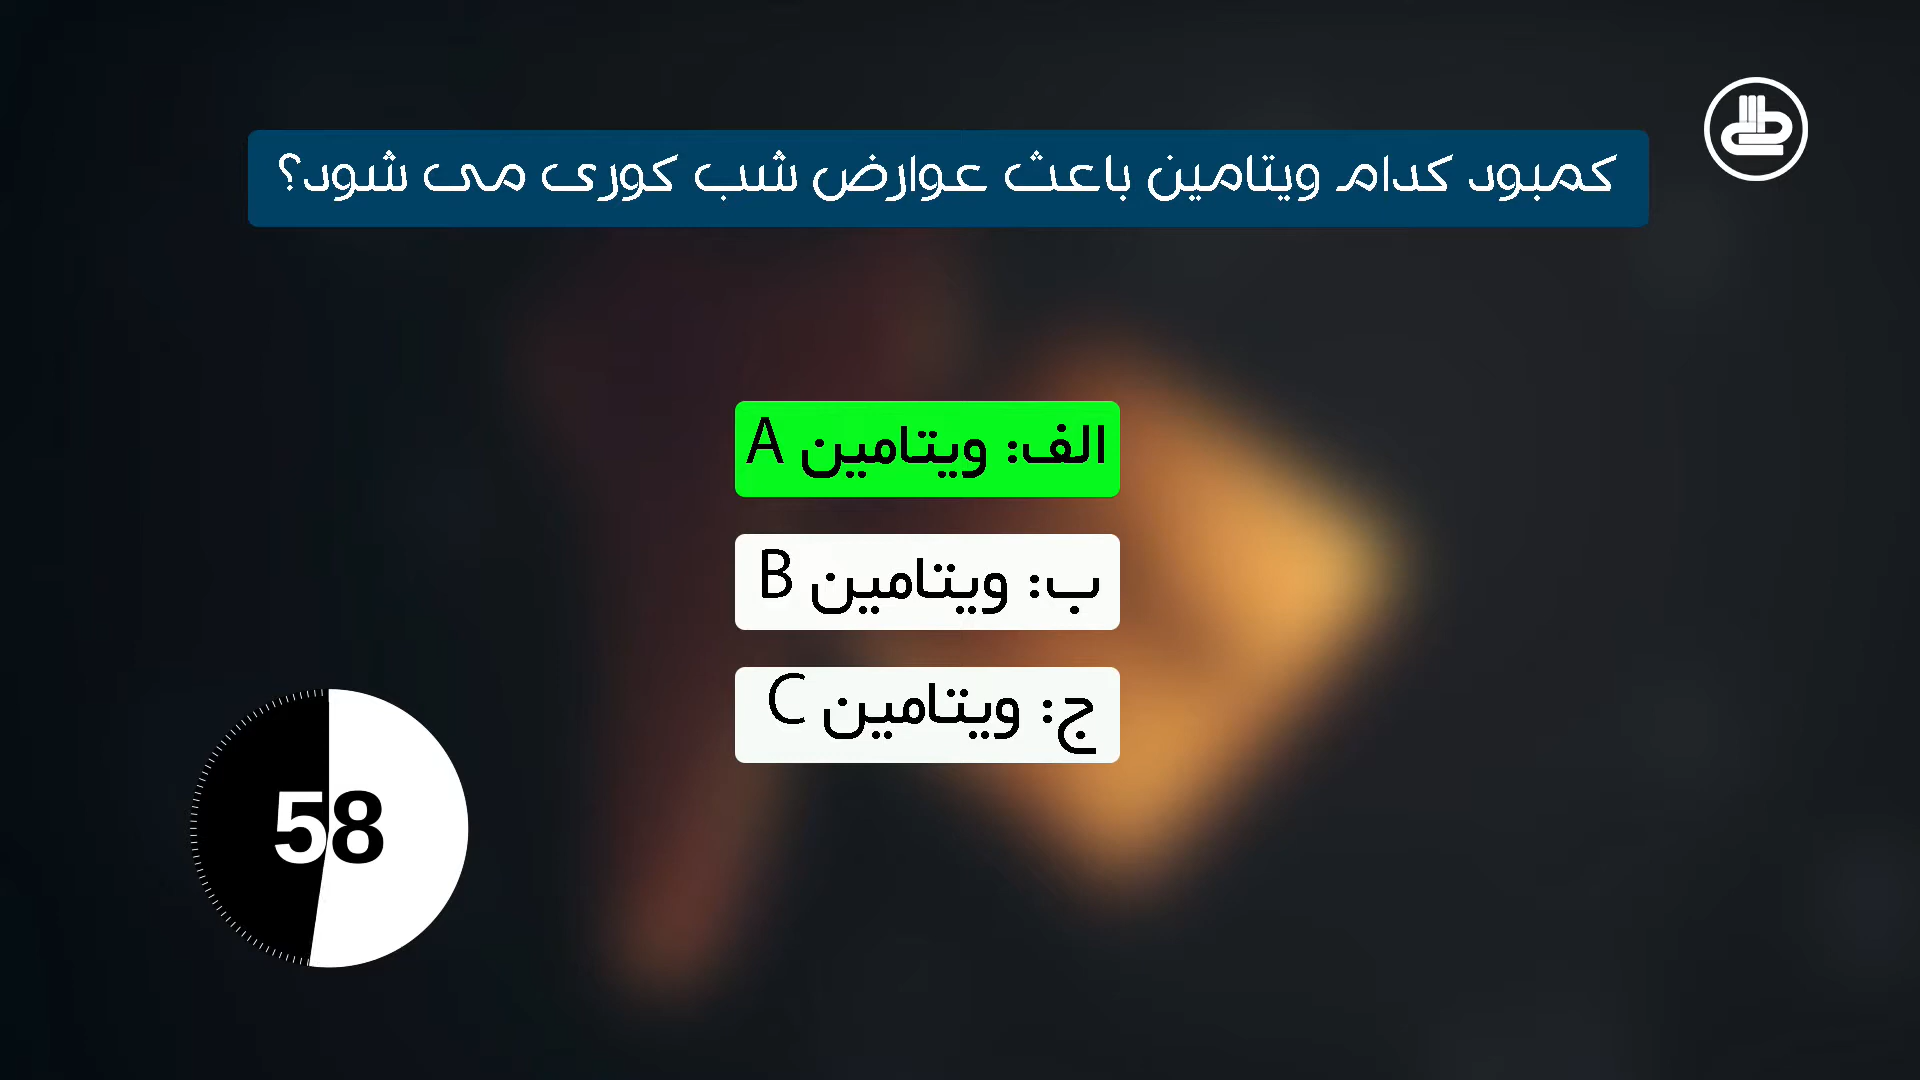 کمبود کدام ویتامین باعث عوارض شب کوری می شود؟
الف: ویتامین A
ب: ویتامین B
ج: ویتامین C
58